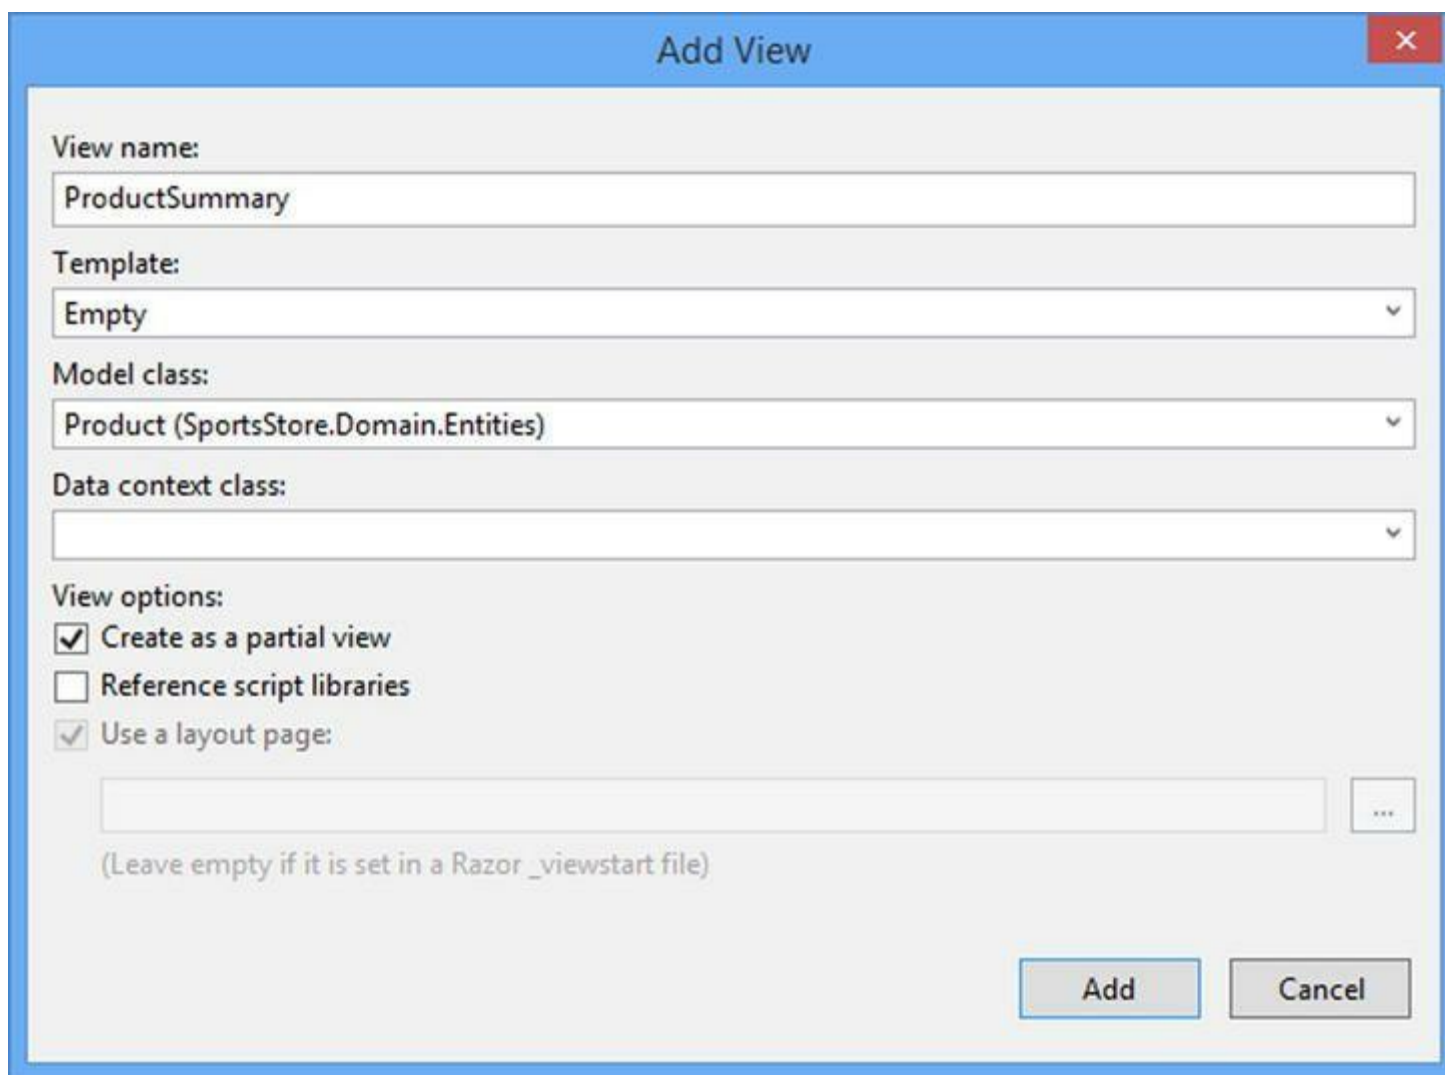 Add View
View name:
ProductSummary
Template:
Empty
Model class:
Product (SportsStore.Domain.Entities)
Data context class:
View options:
Create as a partial view
Reference script libraries
Use a layout page:
...
(Leave empty if it is set in a Razor _viewstart file)
Add Cancel